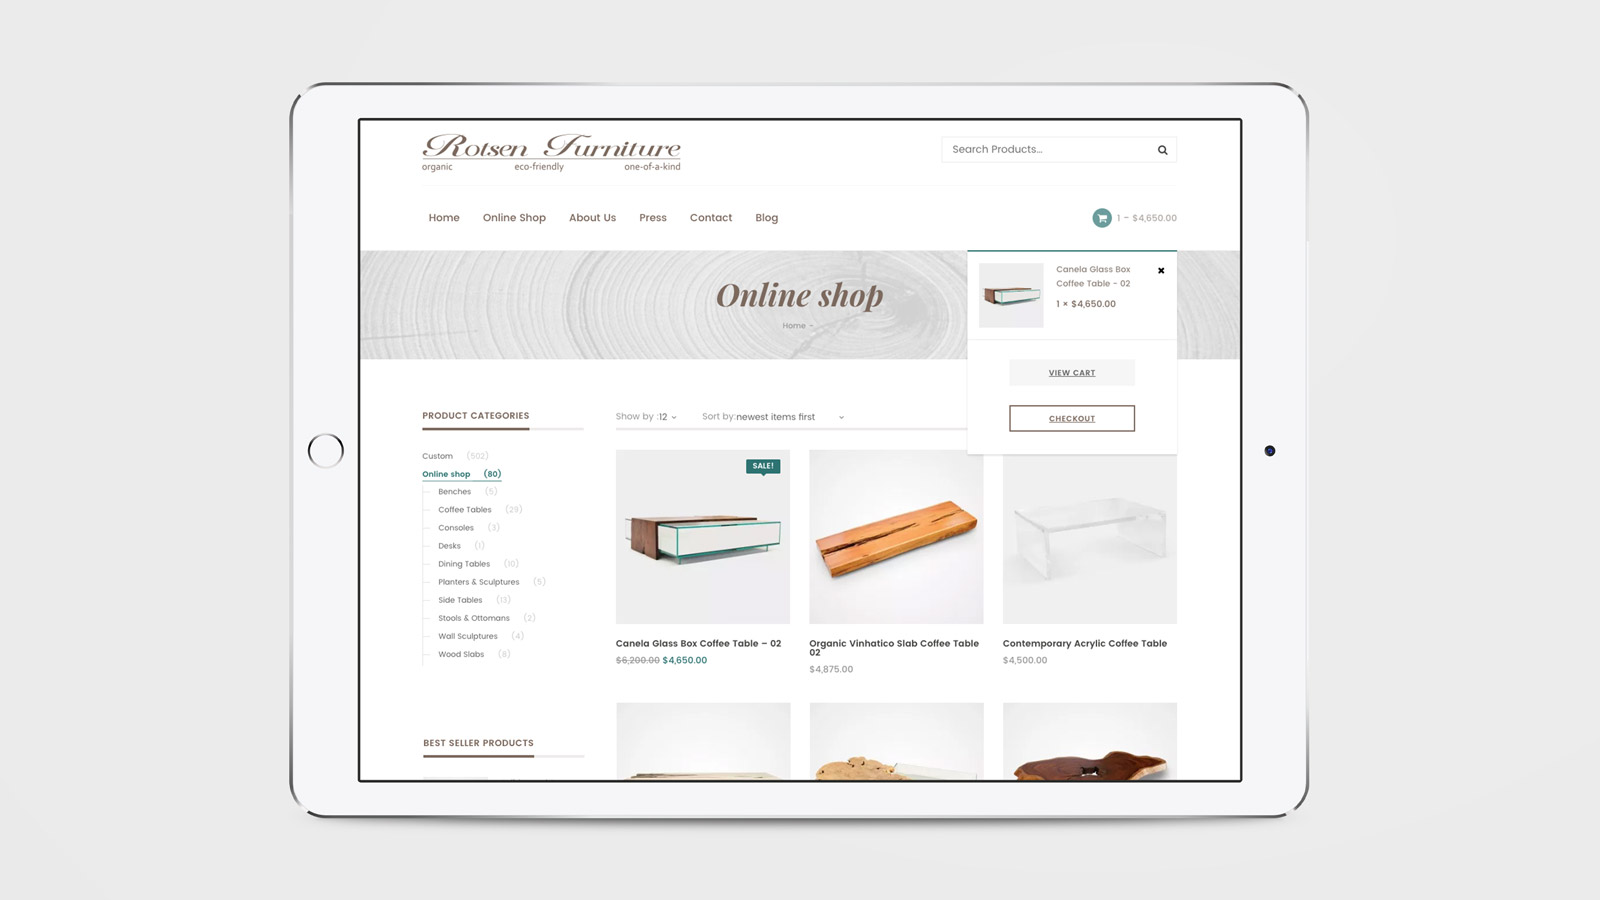 Rotsen Furniture
organic eco-friendly one-of-a-kind
Search Products...
Home Online Shop About Us Press Contact Blog
1 – $4,650.00
Online shop
Home –
Canela Glass Box
Coffee Table - 02
1 × $4,650.00
VIEW CART
CHECKOUT
PRODUCT CATEGORIES
Custom (502)
Online shop (80)
Benches (5)
Coffee Tables (29)
Consoles (3)
Desks (1)
Dining Tables (10)
Planters & Sculptures (5)
Side Tables (13)
Stools & Ottomans (2)
Wall Sculptures (4)
Wood Slabs (8)
BEST SELLER PRODUCTS
Show by :12 Sort by:newest items first
SALE!
Canela Glass Box Coffee Table – 02
$6,200.00 $4,650.00
Organic Vinhatico Slab Coffee Table
02
$4,875.00
Contemporary Acrylic Coffee Table
$4,500.00